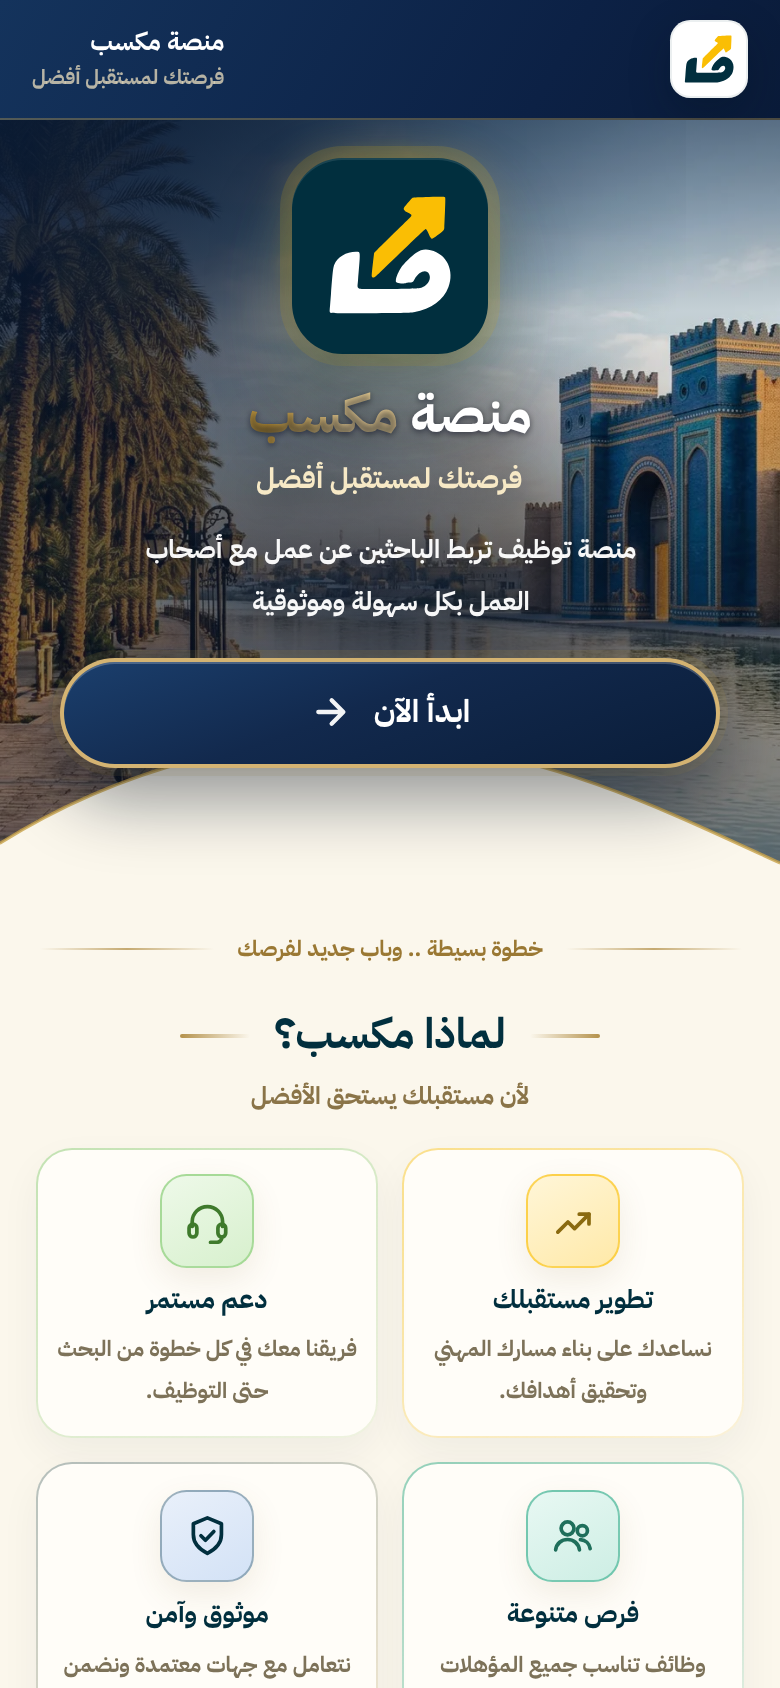 منصة مكسب
فرصتك لمستقبل أفضل
منصة مكسب
فرصتك لمستقبل أفضل
منصة توظيف تربط الباحثين عن عمل مع أصحاب
العمل بكل سهولة وموثوقية
ابدأ الآن
خطوة بسيطة .. وباب جديد لفرصك
لماذا مكسب؟
لأن مستقبلك يستحق الأفضل
تطوير مستقبلك
نساعدك على بناء مسارك المهني
وتحقيق أهدافك.
دعم مستمر
فريقنا معك في كل خطوة من البحث
حتى التوظيف.
فرص متنوعة
وظائف تناسب جميع المؤهلات
موثوق وآمن
نتعامل مع جهات معتمدة ونضمن